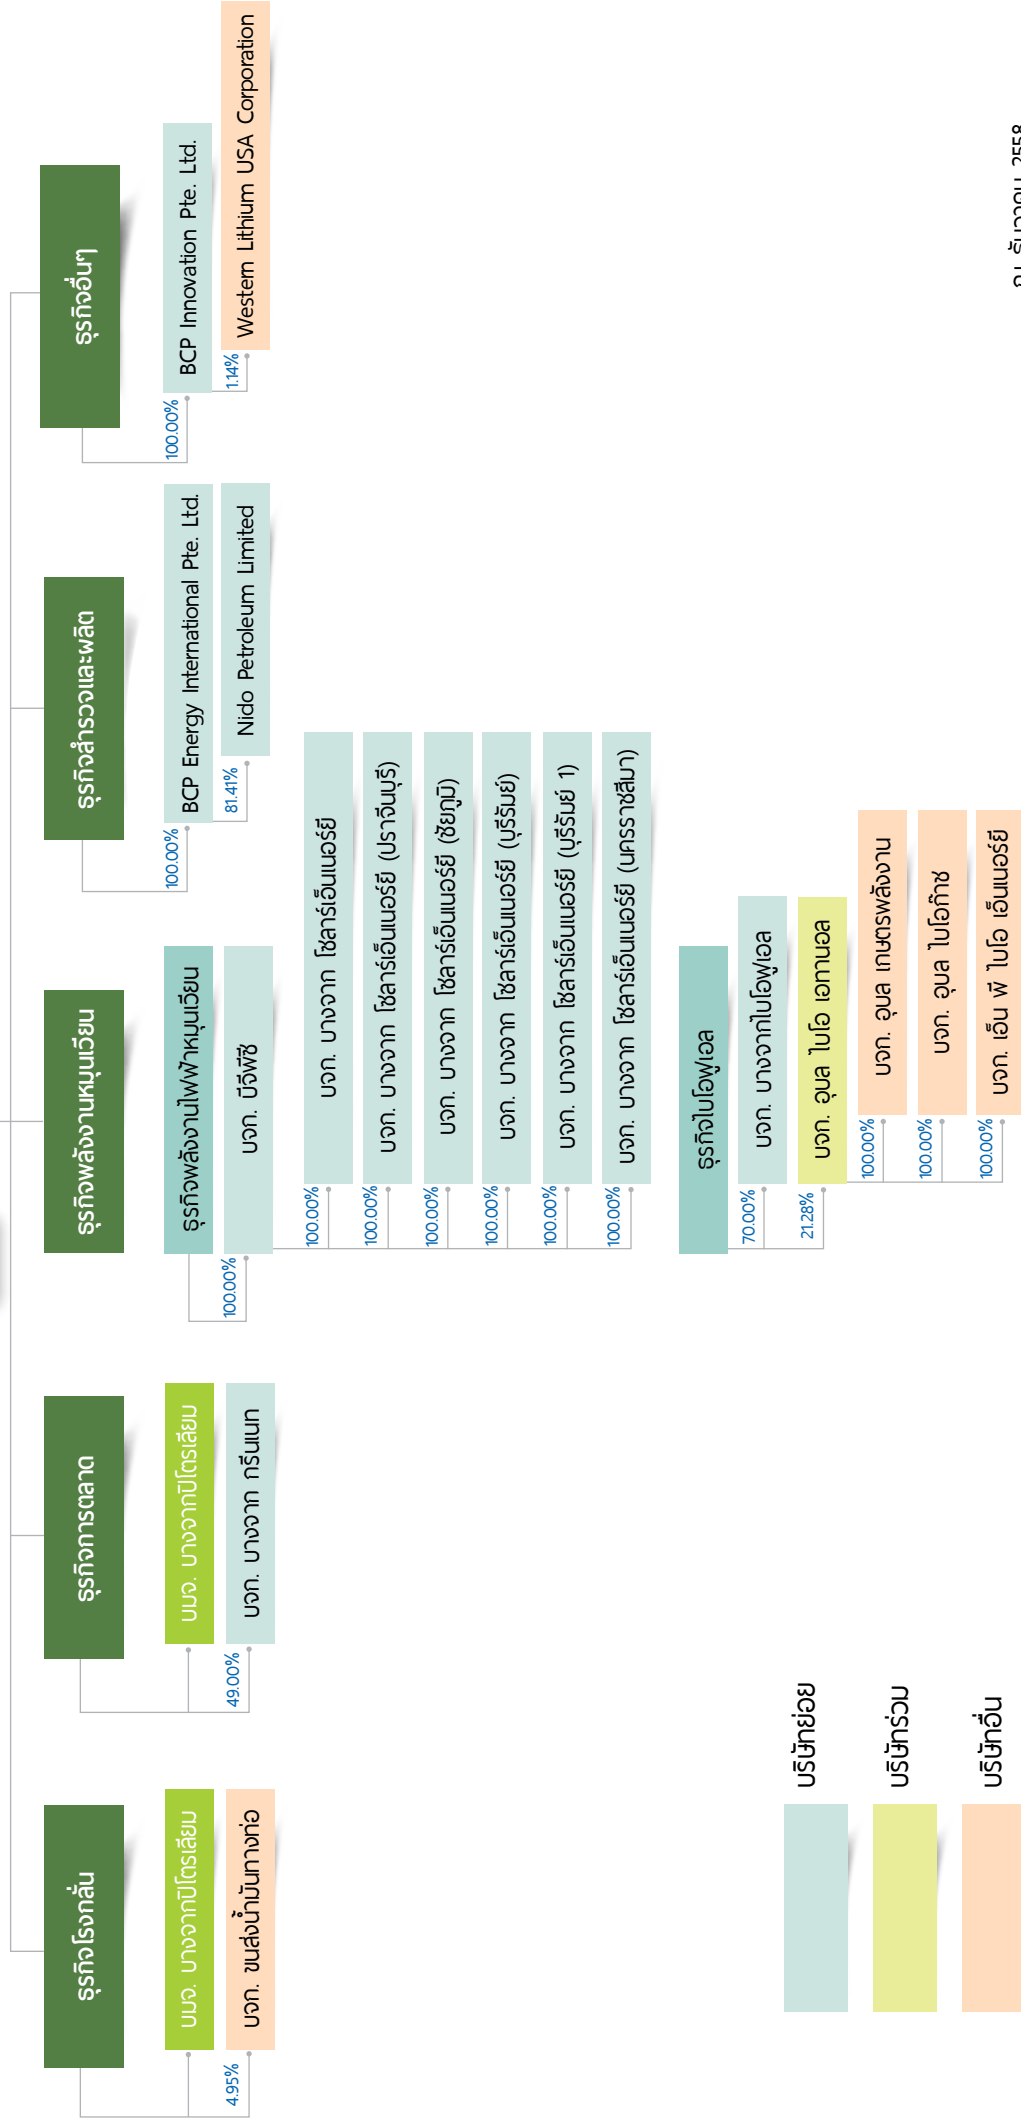 ธุรกิจโรงกลั่น
บมจ. บางจากปิโตรเลียม
4.95%
บจก. ขนส่งน้ำมันทางท่อ
ธุรกิจการตลาด
บมจ. บางจากปิโตรเลียม
49.00%
บจก. บางจาก กรีนเนท
ธุรกิจพลังงานหมุนเวียน
ธุรกิจพลังงานไฟฟ้าหมุนเวียน
100.00%
บจก. บีซีพีจี
100.00%
บจก. บางจาก โซลาร์เอ็นเนอร์ยี
100.00%
บจก. บางจาก โซลาร์เอ็นเนอร์ยี (ปราจีนบุรี)
100.00%
บจก. บางจาก โซลาร์เอ็นเนอร์ยี (ชัยภูมิ)
100.00%
บจก. บางจาก โซลาร์เอ็นเนอร์ยี (บุรีรัมย์)
100.00%
บจก. บางจาก โซลาร์เอ็นเนอร์ยี (บุรีรัมย์ 1)
100.00%
บจก. บางจาก โซลาร์เอ็นเนอร์ยี (นครราชสีมา)
ธุรกิจไบโอฟูเอล
70.00%
บจก. บางจากไบโอฟูเอล
21.28%
บจก. อุบล ไบโอ เอทานอล
100.00%
บจก. อุบล เกษตรพลังงาน
100.00%
บจก. อุบล ไบโอก๊าซ
100.00%
บจก. เอ็น พี ไบโอ เอ็นเนอร์ยี
ธุรกิจสำรวจและผลิต
100.00%
BCP Energy International Pte. Ltd.
81.41%
Nido Petroleum Limited
ธุรกิจอื่นๆ
100.00%
BCP Innovation Pte. Ltd.
1.14%
Western Lithium USA Corporation
บริษัทย่อย
บริษัทร่วม
บริษัทอื่น
ณ ธันวาคม 2558